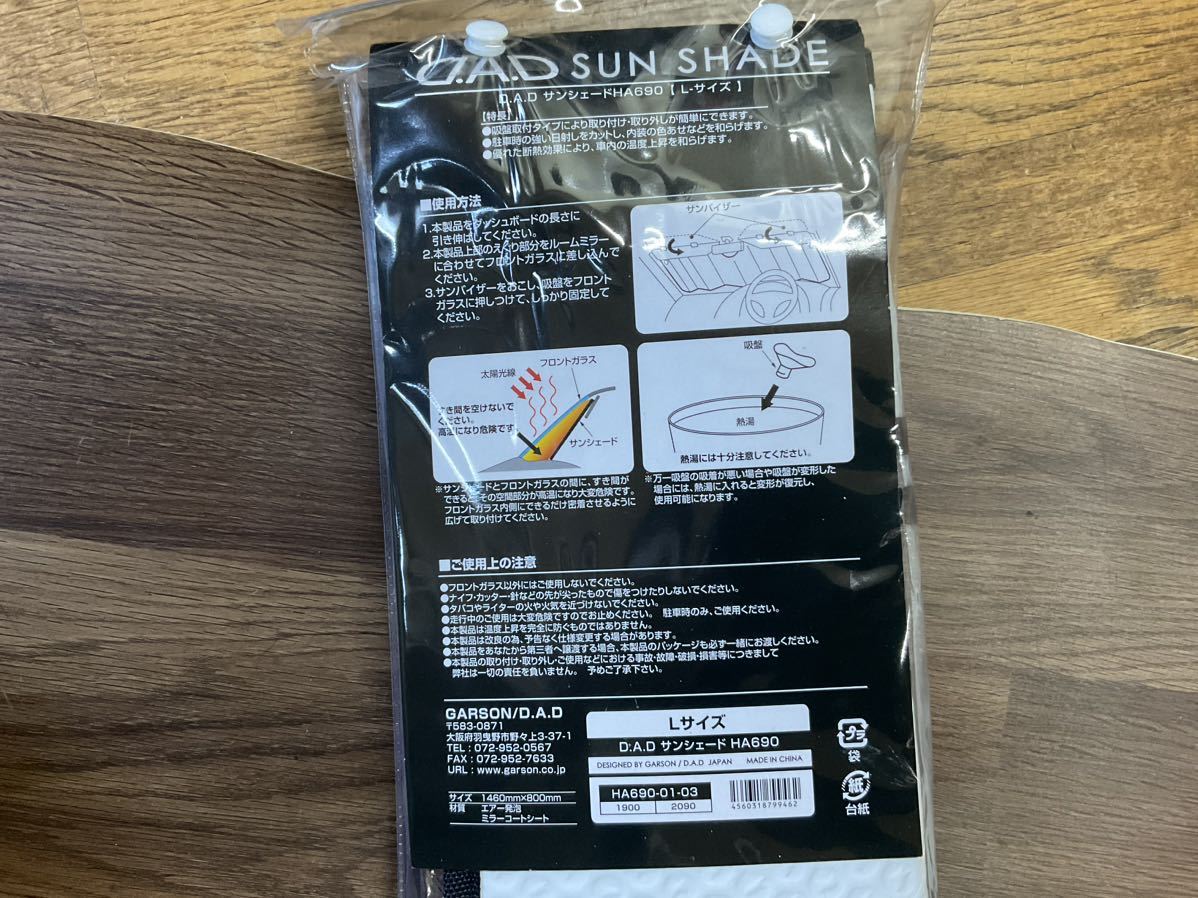 D.A.D SUN SHADE
D.A.D サンシェードHA690【 L-サイズ 】
【特長】
●吸盤取付タイプにより取り付け・取り外しが簡単にできます。
●駐車時の強い日射しをカットし、内装の色あせなどを和らげます。
●優れた断熱効果により、車内の温度上昇を和らげます。
■使用方法
1.本製品をダッシュボードの長さに
引き伸ばしてください。
2.本製品上部のえぐり部分をルームミラー
に合わせてフロントガラスに差し込んで
ください。
3.サンバイザーをおこし、吸盤をフロント
ガラスに押しつけて、しっかり固定して
ください。
サンバイザー
フロントガラス
太陽光線
すき間を空けないで
ください。
高温になり危険です
サンシェード
※サンシェードとフロントガラスの間に、すき間が
できると、その空間部分が高温になり大変危険です。
フロントガラス内側にできるだけ密着させるように
広げて取り付けてください。
吸盤
熱湯
熱湯には十分注意してください。
※万一吸盤の吸着が悪い場合や吸盤が変形した
場合には、熱湯に入れると変形が復元し、
使用可能になります。
■ご使用上の注意
●フロントガラス以外にはご使用しないでください。
●ナイフ・カッター・針などの先が尖ったもので傷をつけたりしないでください。
●タバコやライターの火や火気を近づけないでください。
●走行中のご使用は大変危険ですのでお止めください。 駐車時のみ、ご使用ください。
●本製品は温度上昇を完全に防ぐものではありません。
●本製品は改良の為、予告なく仕様変更する場合があります。
●本製品をあなたから第三者へ譲渡する場合、本製品のパッケージも必ず一緒にお渡しください。
●本製品の取り付け・取り外し・ご使用などにおける事故・故障・破損・損害等につきまして
弊社は一切の責任を負いません。 予めご了承下さい。
GARSON/D.A.D
〒583-0871
大阪府羽曳野市野々上3-37-1
TEL : 072-952-0567
FAX : 072-952-7633
URL : www.garson.co.jp
サイズ 1460mm×800mm
材質 エアー発泡
ミラーコートシート
Lサイズ
D.A.D サンシェード HA690
DESIGNED BY GARSON / D.A.D JAPAN MADE IN CHINA
HA690-01-03
1900 2090
4560318799462
プラ
袋
紙
台紙